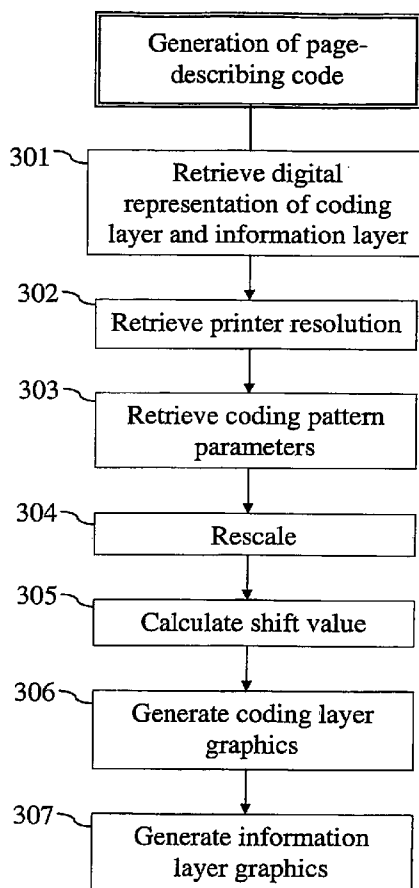 Generation of page-
describing code
301
Retrieve digital
representation of coding
layer and information layer
302
Retrieve printer resolution
303
Retrieve coding pattern
parameters
304
Rescale
305
Calculate shift value
306
Generate coding layer
graphics
307
Generate information
layer graphics